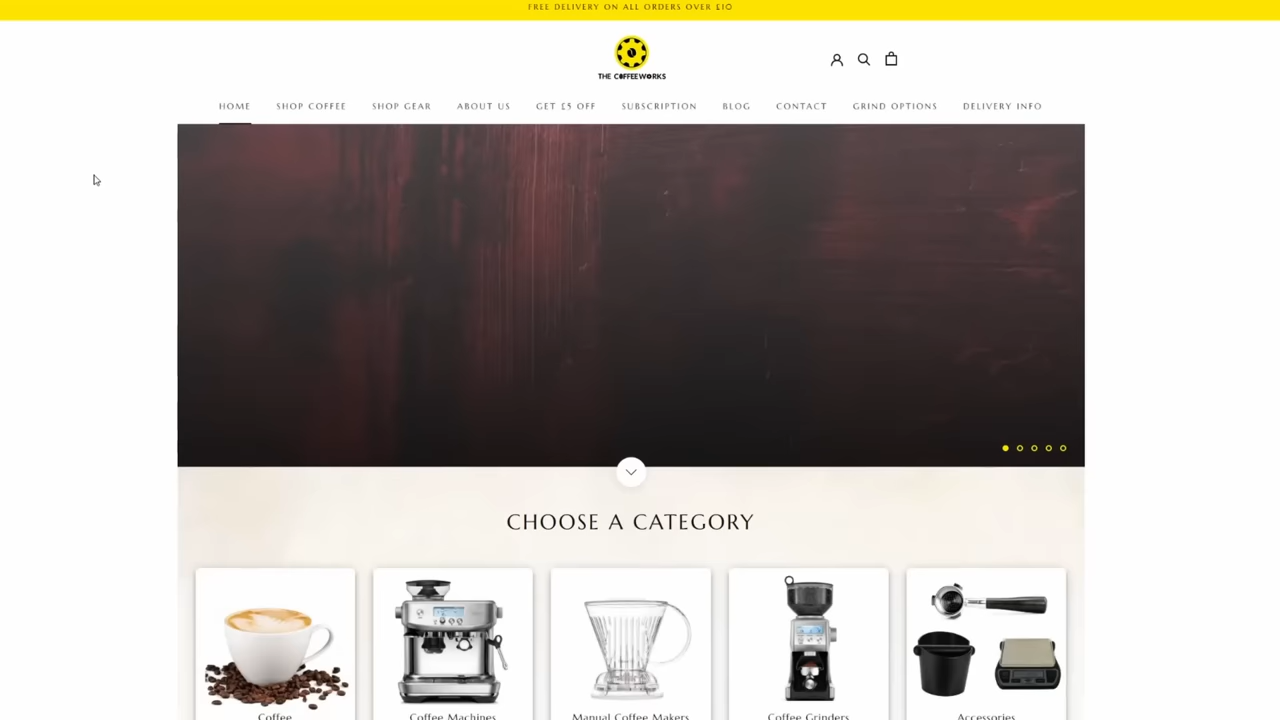 FREE DELIVERY ON ALL ORDERS OVER £10
THE COFFEEWORKS
HOME SHOP COFFEE SHOP GEAR ABOUT US GET £5 OFF SUBSCRIPTION BLOG CONTACT GRIND OPTIONS DELIVERY INFO
CHOOSE A CATEGORY
Coffee Coffee Machines Manual Coffee Makers Coffee Grinders Accessories